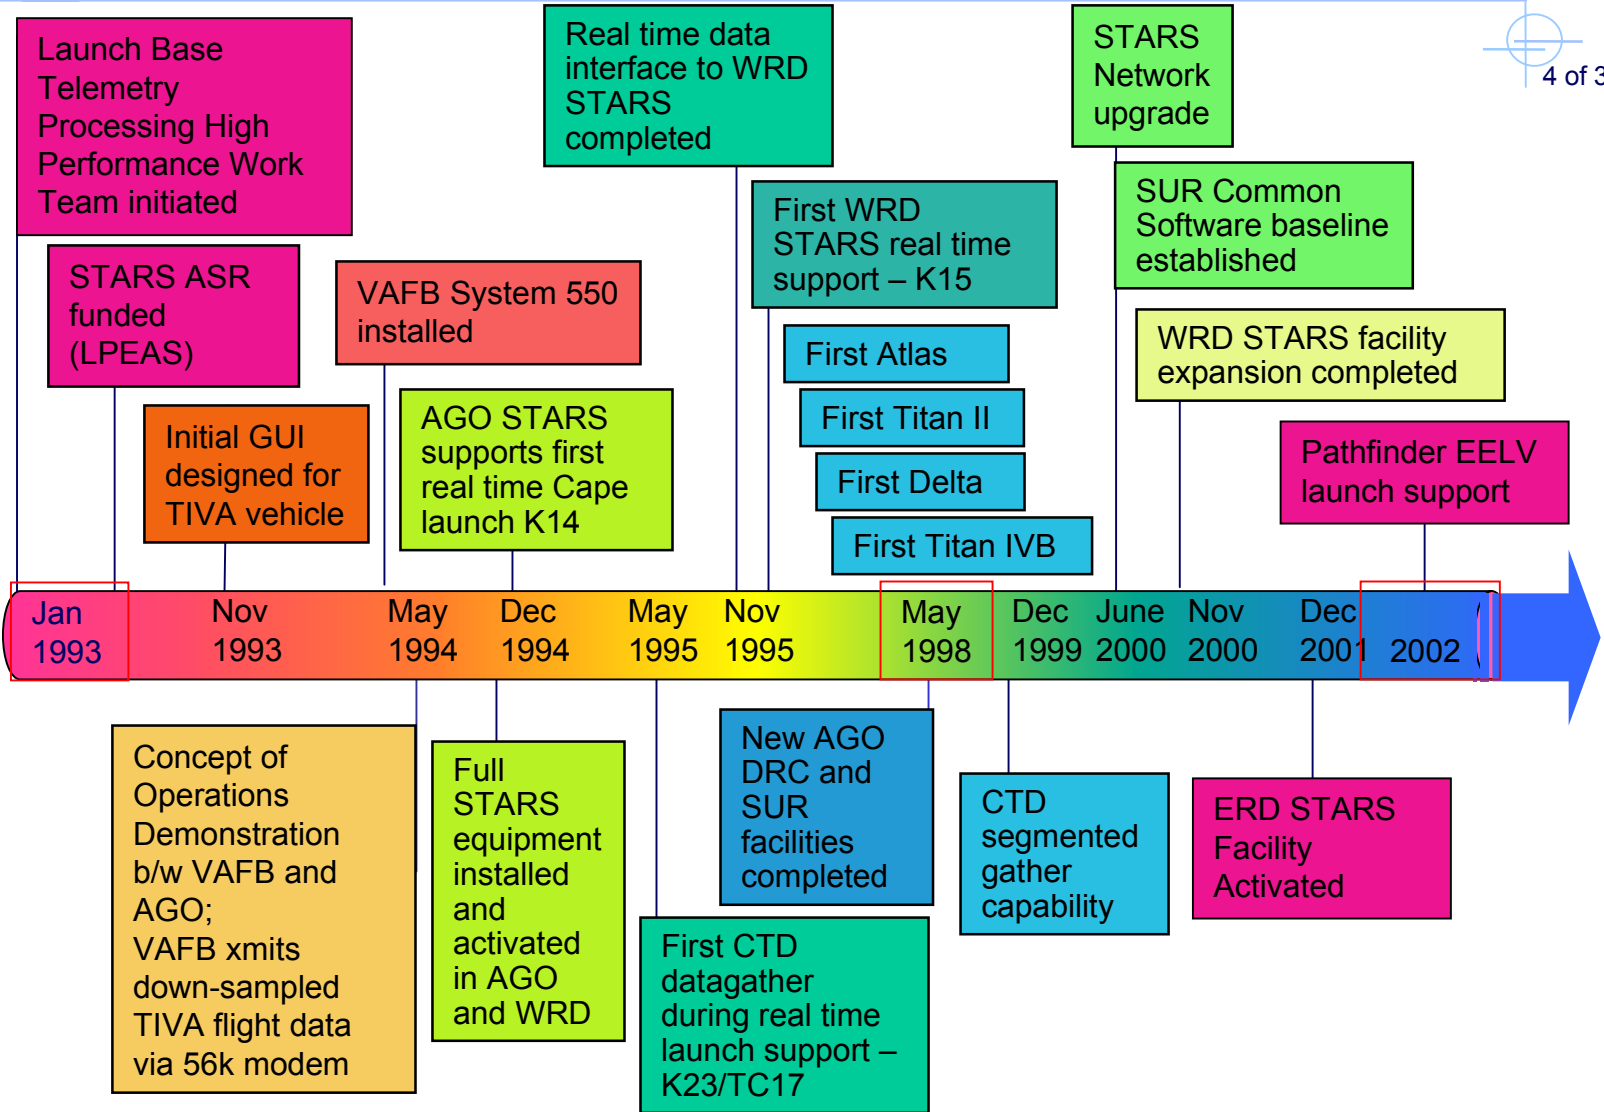 4 of 3
Launch Base
Telemetry
Processing High
Performance Work
Team initiated
Real time data
interface to WRD
STARS
completed
STARS
Network
upgrade
First WRD
STARS real time
support – K15
SUR Common
Software baseline
established
STARS ASR
funded
(LPEAS)
VAFB System 550
installed
First Atlas
First Titan II
First Delta
First Titan IVB
WRD STARS facility
expansion completed
Initial GUI
designed for
TIVA vehicle
AGO STARS
supports first
real time Cape
launch K14
Pathfinder EELV
launch support
Jan
1993
Nov
1993
May
1994
Dec
1994
May
1995
Nov
1995
May
1998
Dec
1999
June
2000
Nov
2000
Dec
2001
2002
Concept of
Operations
Demonstration
b/w VAFB and
AGO;
VAFB xmits
down-sampled
TIVA flight data
via 56k modem
Full
STARS
equipment
installed
and
activated
in AGO
and WRD
First CTD
datagather
during real time
launch support –
K23/TC17
New AGO
DRC and
SUR
facilities
completed
CTD
segmented
gather
capability
ERD STARS
Facility
Activated